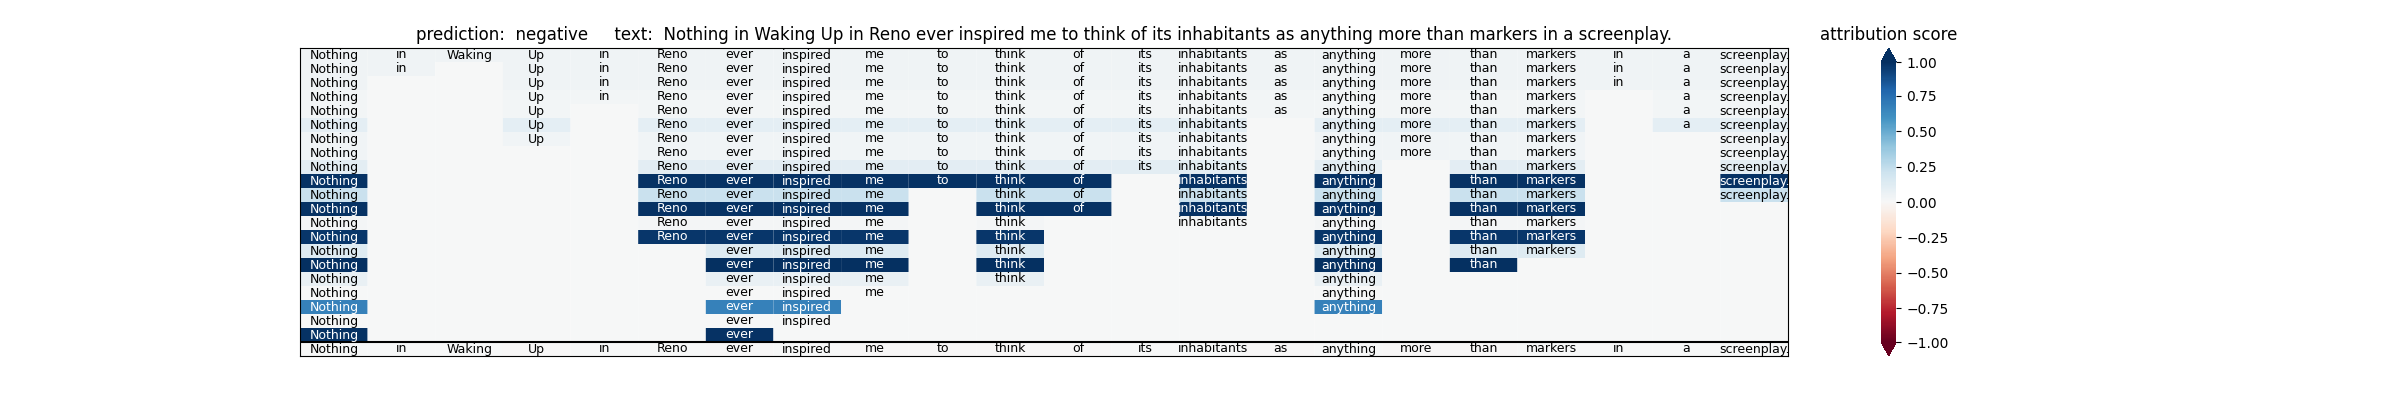 prediction: negative text: Nothing in Waking Up in Reno ever inspired me to think of its inhabitants as anything more than markers in a screenplay. attribution score
Nothing in Waking Up in Reno ever inspired me to think of its inhabitants as anything more than markers in a screenplay.
Nothing in Up in Reno ever inspired me to think of its inhabitants as anything more than markers in a screenplay.
Nothing Up in Reno ever inspired me to think of its inhabitants as anything more than markers in a screenplay.
Nothing Up in Reno ever inspired me to think of its inhabitants as anything more than markers a screenplay.
Nothing Up Reno ever inspired me to think of its inhabitants as anything more than markers a screenplay.
Nothing Up Reno ever inspired me to think of its inhabitants anything more than markers a screenplay.
Nothing Up Reno ever inspired me to think of its inhabitants anything more than markers screenplay.
Nothing Reno ever inspired me to think of its inhabitants anything more than markers screenplay.
Nothing Reno ever inspired me to think of its inhabitants anything than markers screenplay.
Nothing Reno ever inspired me to think of inhabitants anything than markers screenplay.
Nothing Reno ever inspired me think of inhabitants anything than markers screenplay.
Nothing Reno ever inspired me think of inhabitants anything than markers
Nothing Reno ever inspired me think inhabitants anything than markers
Nothing Reno ever inspired me think anything than markers
Nothing ever inspired me think anything than markers
Nothing ever inspired me think anything than
Nothing ever inspired me think anything
Nothing ever inspired me anything
Nothing ever inspired anything
Nothing ever inspired
Nothing ever
Nothing in Waking Up in Reno ever inspired me to think of its inhabitants as anything more than markers in a screenplay.
1.00
0.75
0.50
0.25
0.00
−0.25
−0.50
−0.75
−1.00